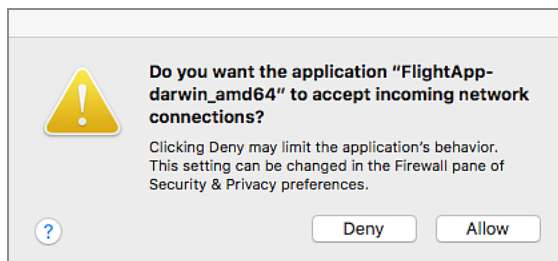 Do you want the application “FlightApp-
darwin_amd64” to accept incoming network
connections?
Clicking Deny may limit the application’s behavior.
This setting can be changed in the Firewall pane of
Security & Privacy preferences.
?
Deny
Allow